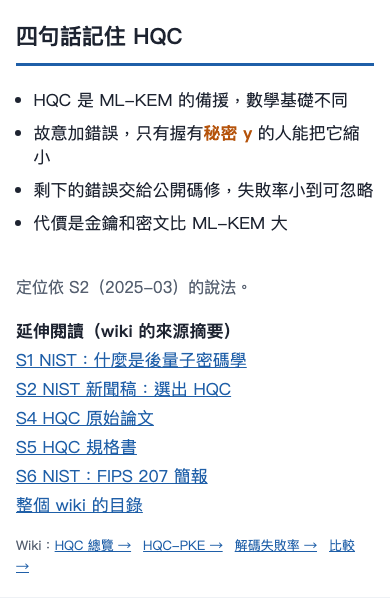 四句話記住 HQC
• HQC 是 ML-KEM 的備援，數學基礎不同
• 故意加錯誤，只有握有秘密 y 的人能把它縮
小
• 剩下的錯誤交給公開碼修，失敗率小到可忽略
• 代價是金鑰和密文比 ML-KEM 大
定位依 S2（2025-03）的說法。
延伸閱讀（wiki 的來源摘要）
S1 NIST：什麼是後量子密碼學
S2 NIST 新聞稿：選出 HQC
S4 HQC 原始論文
S5 HQC 規格書
S6 NIST：FIPS 207 簡報
整個 wiki 的目錄
Wiki：HQC 總覽 → HQC-PKE → 解碼失敗率 → 比較
→